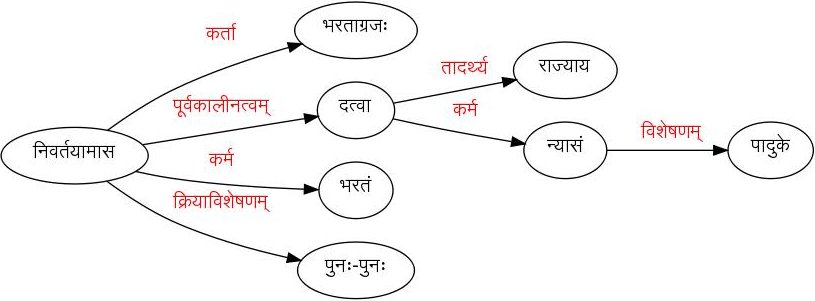 भरताग्रजः
कर्ता
तादर्थ्य
राज्याय
पूर्वकालीनत्वम्
दत्वा
कर्म
विशेषणम्
निवर्तयामास
न्यासं
पादुके
कर्म
भरतं
क्रियाविशेषणम्
पुनः-पुनः